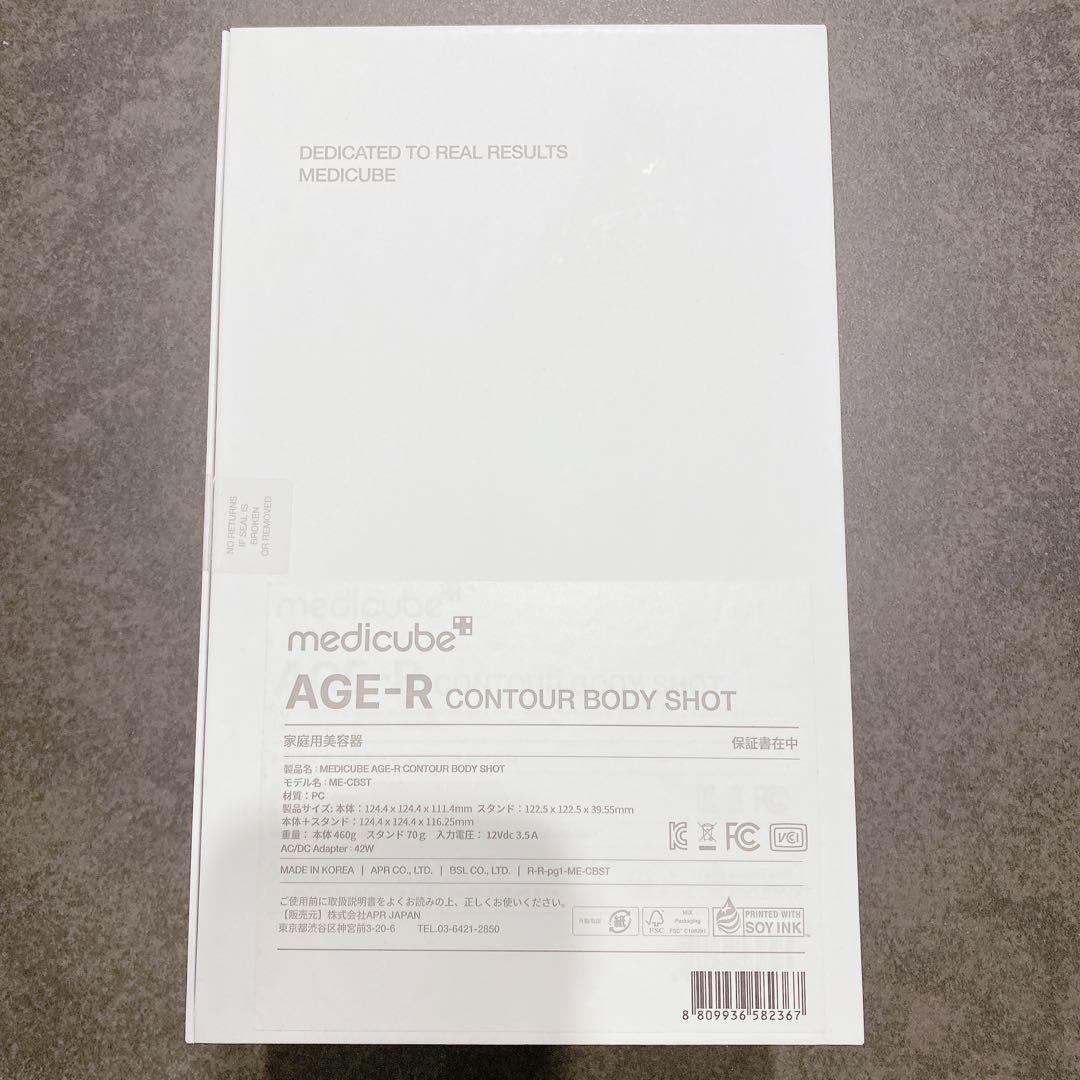 DEDICATED TO REAL RESULTS
MEDICUBE
NO RETURNS
IF SEAL IS
BROKEN
OR REMOVED
medicube
AGE-R CONTOUR BODY SHOT
家庭用美容器 保証書在中
製品名 : MEDICUBE AGE-R CONTOUR BODY SHOT
モデル名 : ME-CBST
材質 : PC
製品サイズ; 本体 : 124.4 x 124.4 x 111.4mm スタンド : 122.5 x 122.5 x 39.55mm
本体+スタンド : 124.4 x 124.4 x 116.25mm
重量 : 本体 460g スタンド 70g 入力電圧 : 12Vdc 3.5 A
AC/DC Adapter : 42W
FC VCCI
MADE IN KOREA | APR CO., LTD. | BSL CO., LTD. | R-R-pg1-ME-CBST
ご使用前に取扱説明書をよくお読みの上、正しくお使いください。
【販売元】株式会社APR JAPAN
東京都渋谷区神宮前3-20-6 TEL.03-6421-2850
紙
FSC
MIX
Packaging
PRINTED WITH
SOY INK
8 809936 582367